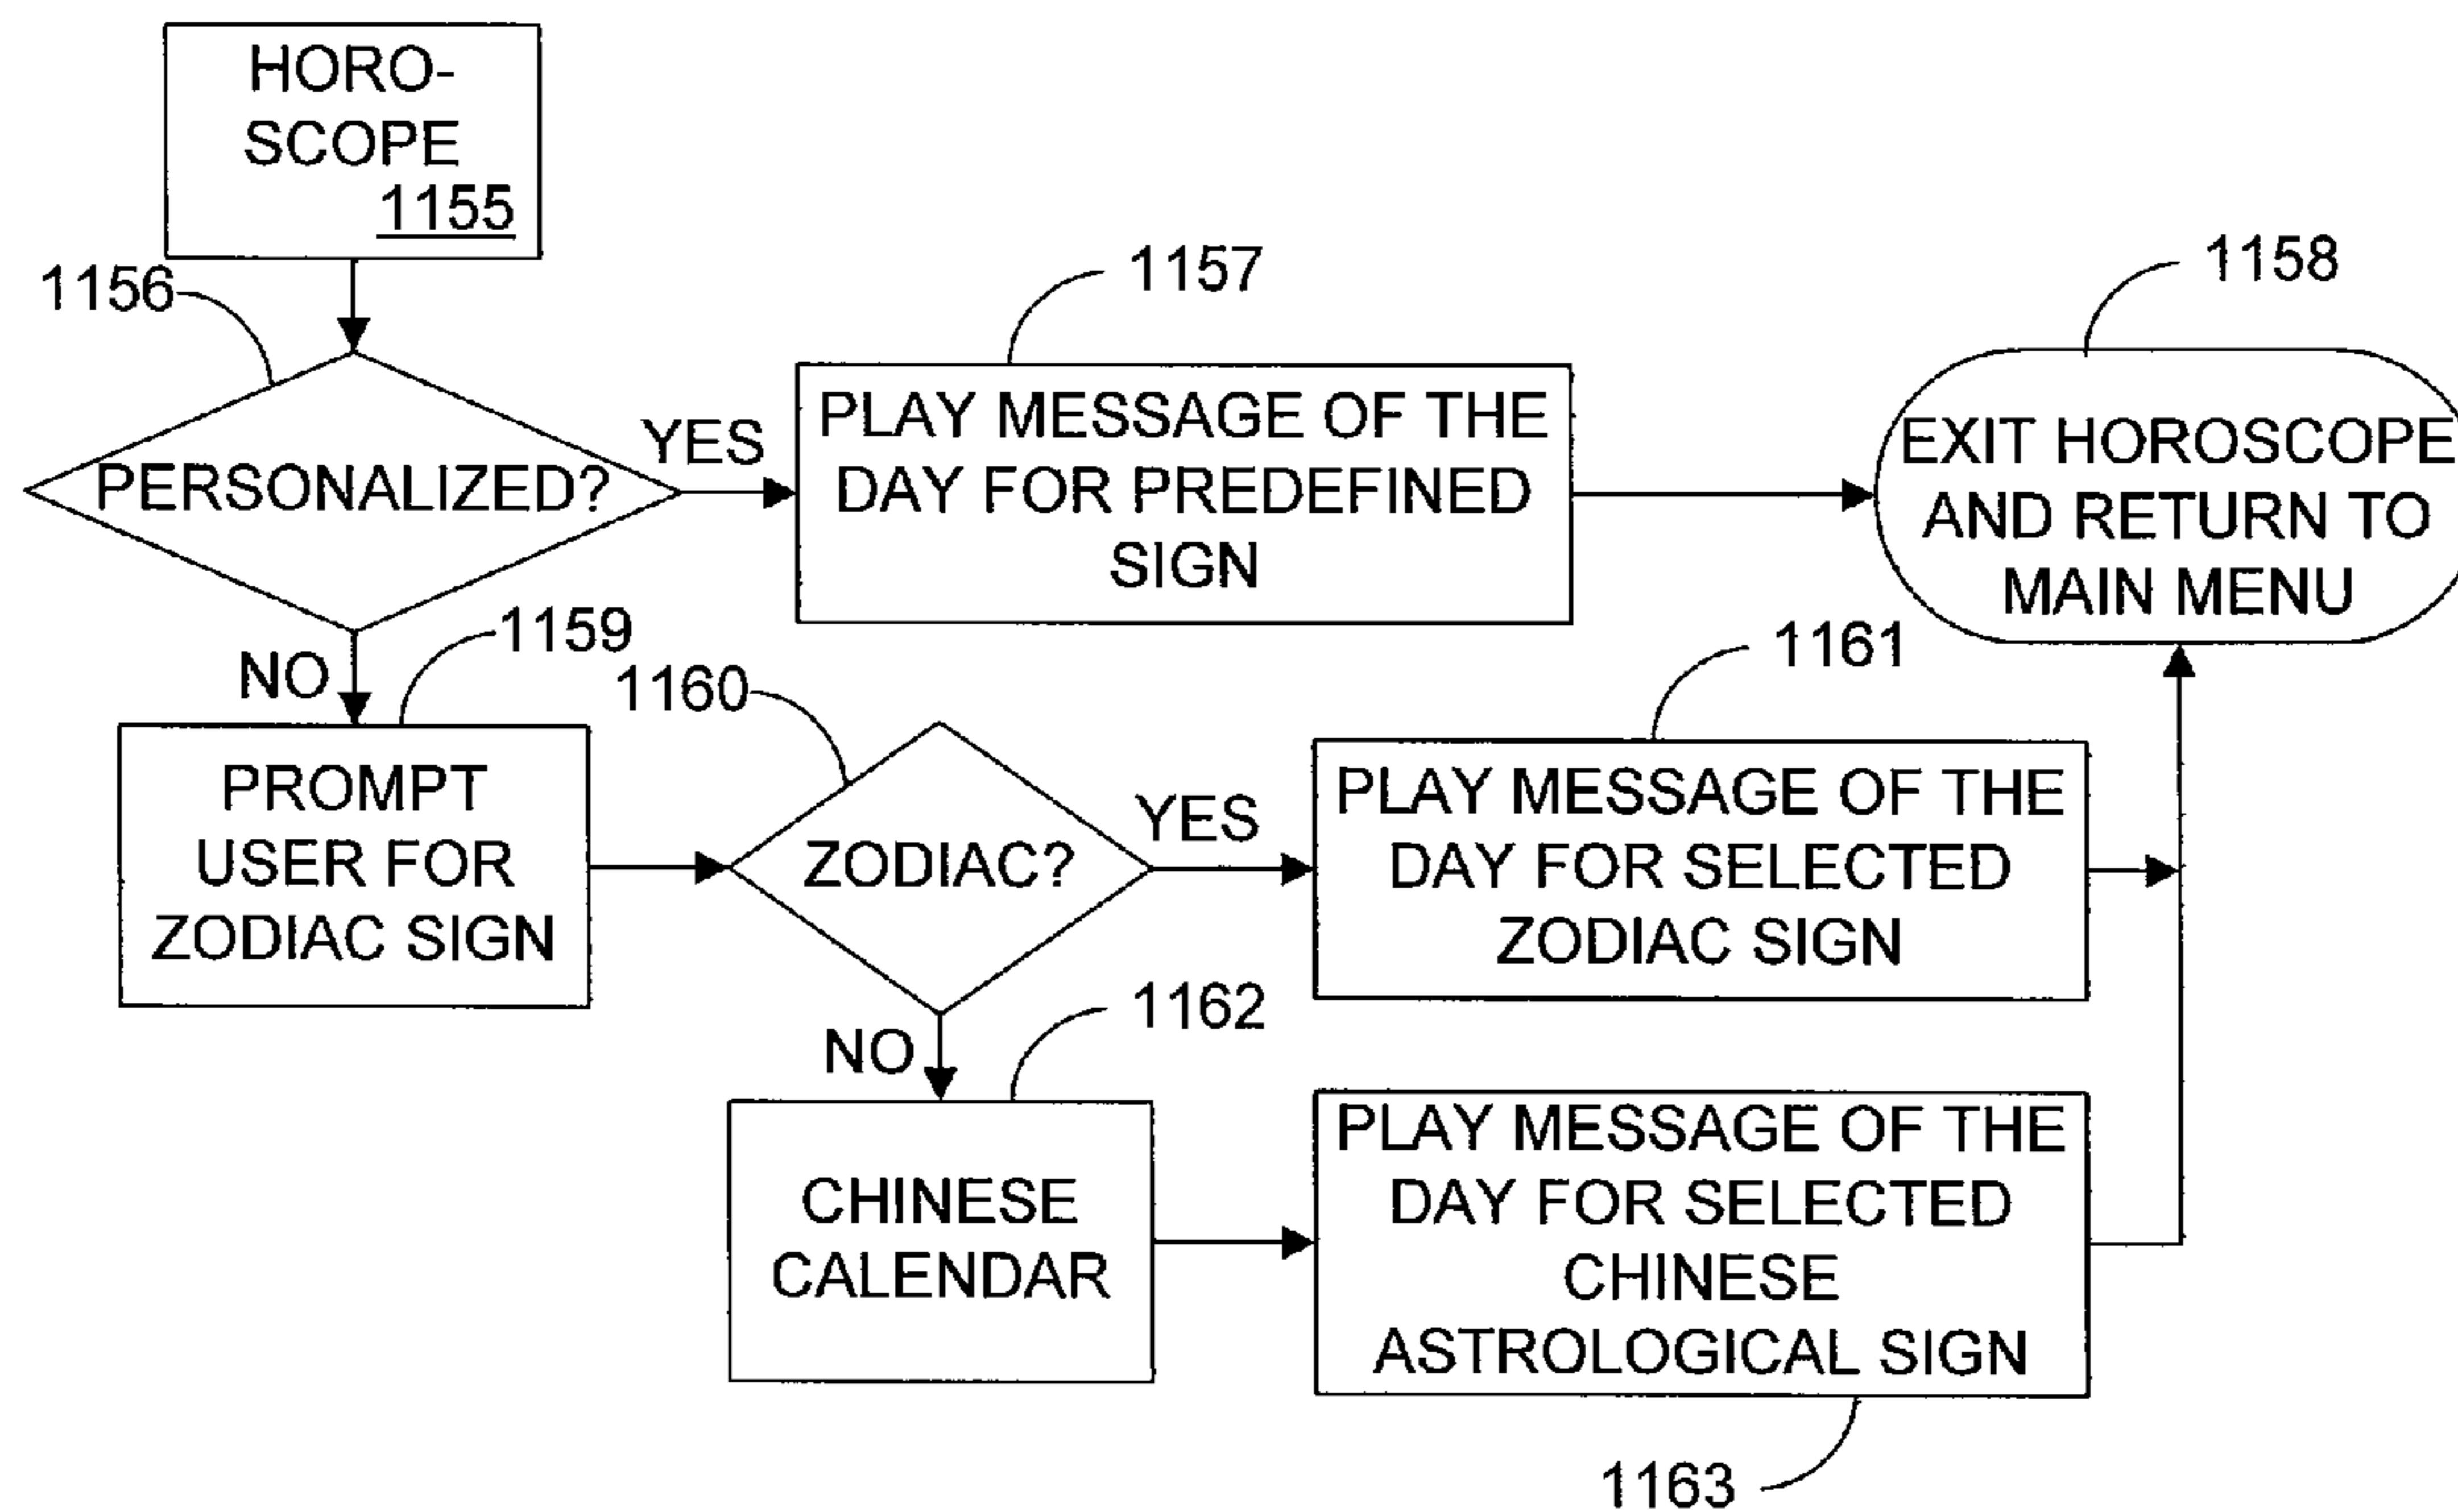 HORO-
SCOPE
1155
1156
PERSONALIZED?
YES
1157
PLAY MESSAGE OF THE
DAY FOR PREDEFINED
SIGN
1158
EXIT HOROSCOPE
AND RETURN TO
MAIN MENU
NO
1159
PROMPT
USER FOR
ZODIAC SIGN
1160
ZODIAC?
YES
1161
PLAY MESSAGE OF THE
DAY FOR SELECTED
ZODIAC SIGN
NO
1162
CHINESE
CALENDAR
PLAY MESSAGE OF THE
DAY FOR SELECTED
CHINESE
ASTROLOGICAL SIGN
1163